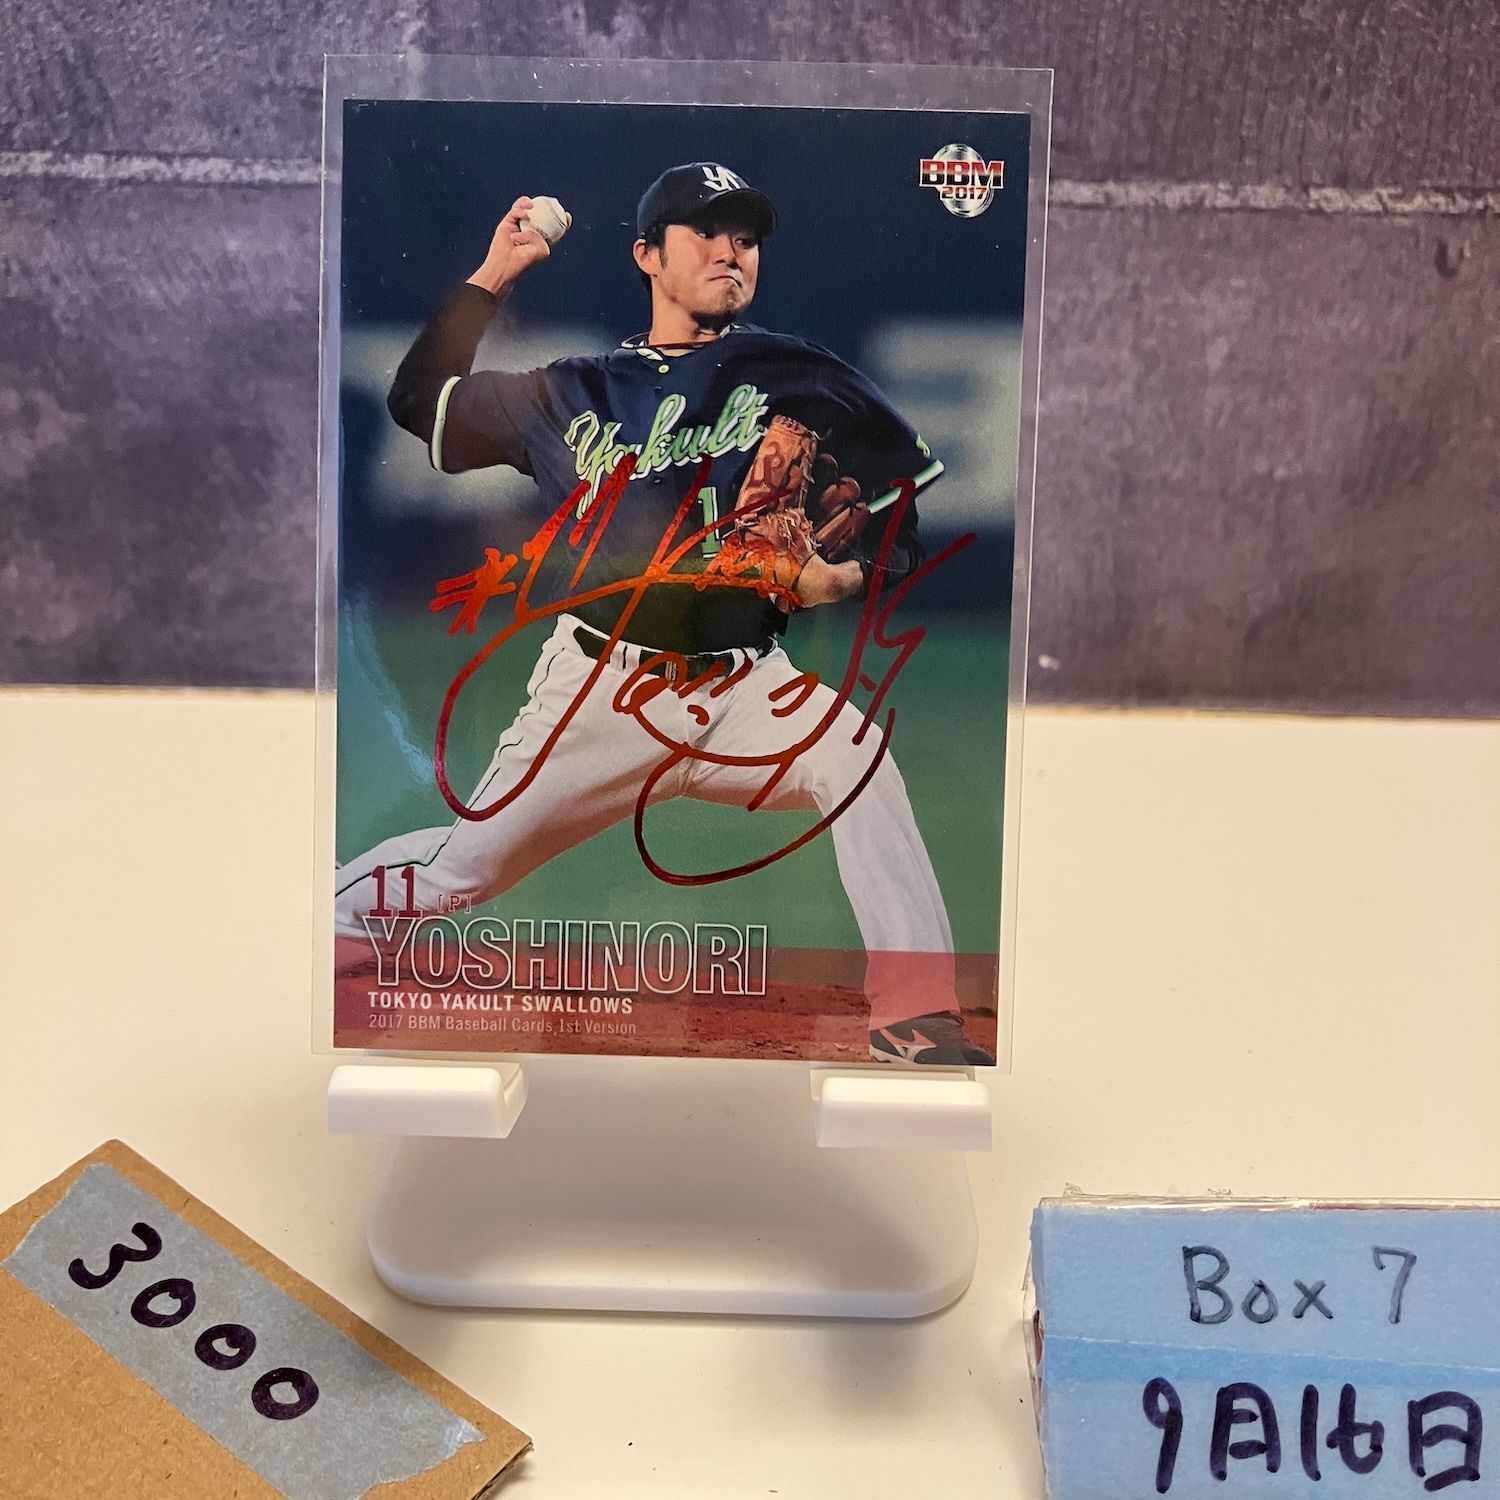 BBM
2017
Yakult
1
11 [P]
YOSHINORI
TOKYO YAKULT SWALLOWS
2017 BBM Baseball Cards, 1st Version
3000
Box 7
9月16日